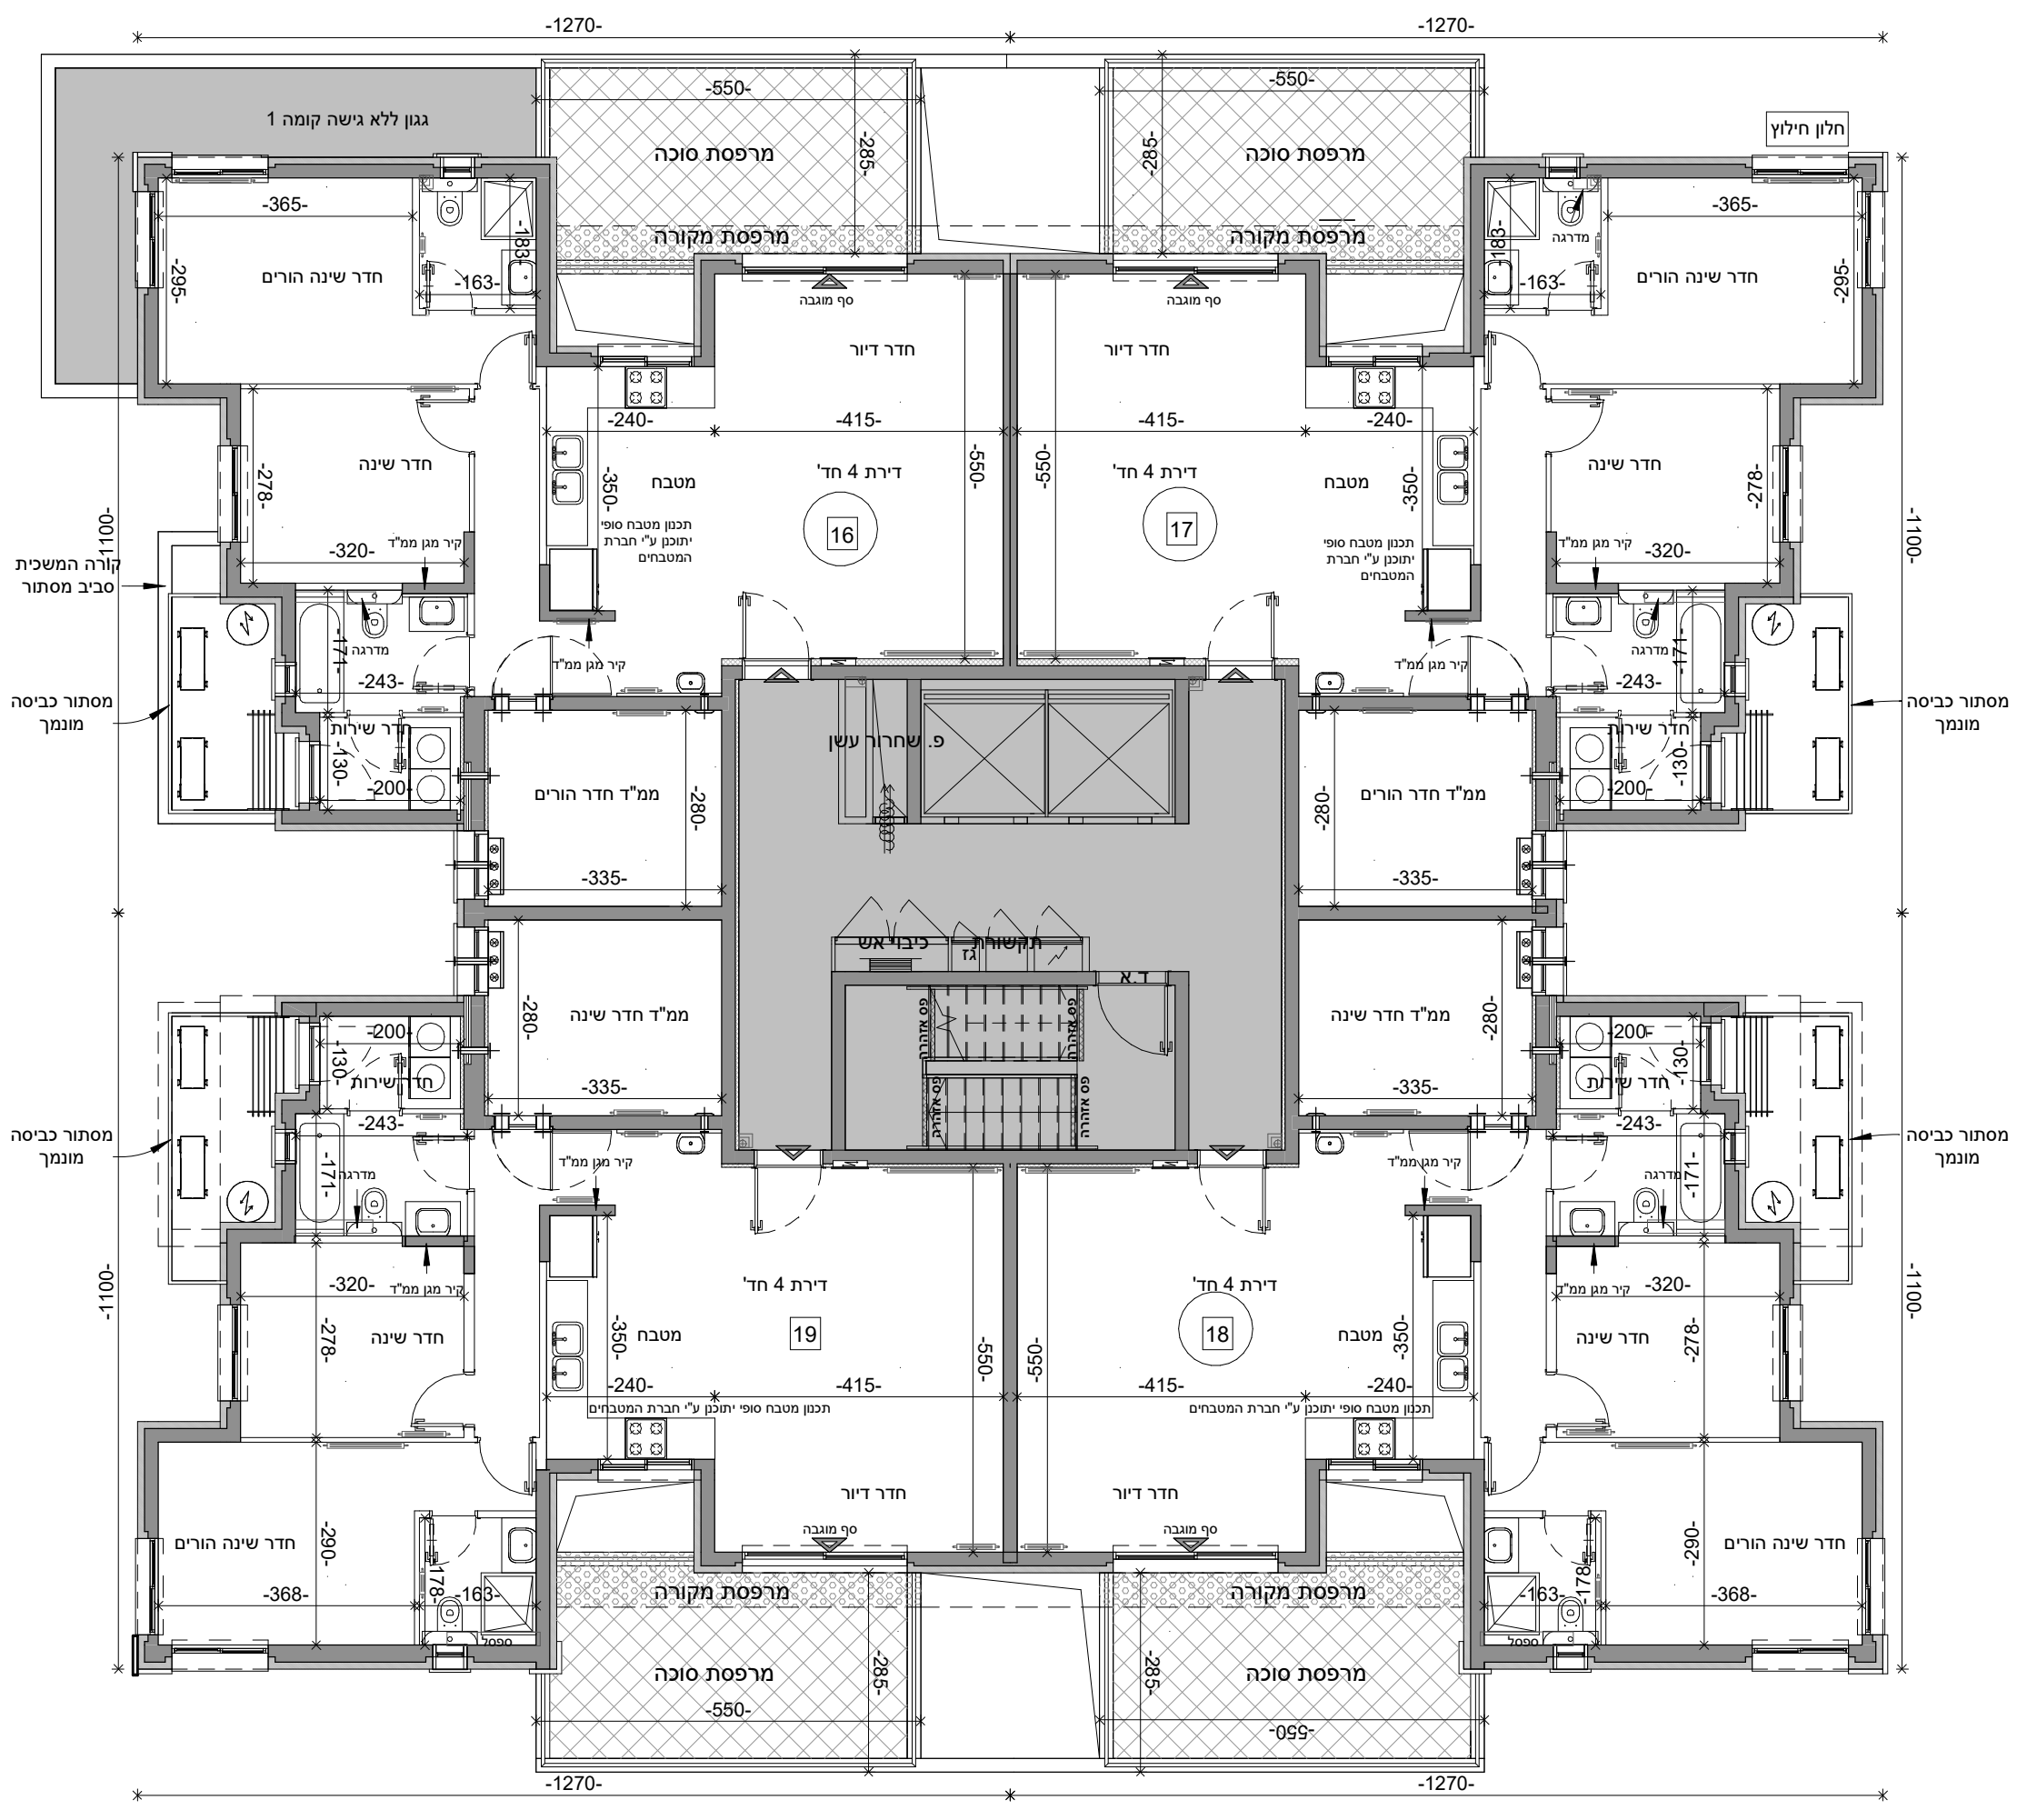 -1270-
-1270-
-550-
-550-
גגון ללא גישה קומה 1
חלון חילוץ
-285-
-285-
מרפסת סוכה
מרפסת סוכה
-365-
-365-
-183-
-183-
מדרגה
מרפסת מקורה
מרפסת מקורה
-295-
חדר שינה הורים
-163-
-163-
חדר שינה הורים
-295-
סף מוגבה
סף מוגבה
חדר דיור
חדר דיור
-240-
-415-
-415-
-240-
חדר שינה
דירת 4 חד'
דירת 4 חד'
חדר שינה
-278-
-350-
מטבח
-550-
-550-
מטבח
-350-
-278-
16
17
תכנון מטבח סופי
יתוכנן ע"י חברת
המטבחים
תכנון מטבח סופי
יתוכנן ע"י חברת
המטבחים
-1100-
-1100-
-320-
קיר מגן ממ"ד
קיר מגן ממ"ד
-320-
קורה המשכית
סביב מסתור
-171-
מדרגה
קיר מגן ממ"ד
קיר מגן ממ"ד
מדרגה
-171-
-243-
-243-
מסתור כביסה
מונמך
מסתור כביסה
מונמך
חדר שירות
פ. שחרור עשן
חדר שירות
-130-
-200-
-130-
-200-
ממ"ד חדר הורים
-280-
-280-
ממ"ד חדר הורים
-335-
-335-
כיבוי אש
גז
תקשורת
ד.א
ממ"ד חדר שינה
-280-
ממ"ד חדר שינה
-280-
פס אזהרה
פס אזהרה
-200-
-200-
-130-
חדר שירות
חדר שירות
-130-
-335-
-335-
פס אזהרה
פס אזהרה
-243-
-243-
מסתור כביסה
מונמך
מסתור כביסה
מונמך
-171-
מדרגה
קיר מגן ממ"ד
קיר מגן ממ"ד
מדרגה
-171-
-1100-
-1100-
-320-
קיר מגן ממ"ד
דירת 4 חד'
דירת 4 חד'
קיר מגן ממ"ד
-320-
-278-
חדר שינה
-350-
מטבח
19
-550-
-550-
18
מטבח
-350-
חדר שינה
-278-
-240-
-415-
-415-
-240-
תכנון מטבח סופי יתוכנן ע"י חברת המטבחים
תכנון מטבח סופי יתוכנן ע"י חברת המטבחים
חדר דיור
חדר דיור
סף מוגבה
סף מוגבה
חדר שינה הורים
-290-
-290-
חדר שינה הורים
-368-
-178-
-163-
מרפסת מקורה
מרפסת מקורה
-163-
-178-
-368-
ספסל
ספסל
מרפסת סוכה
-285-
-285-
מרפסת סוכה
-550-
-550-
-1270-
-1270-